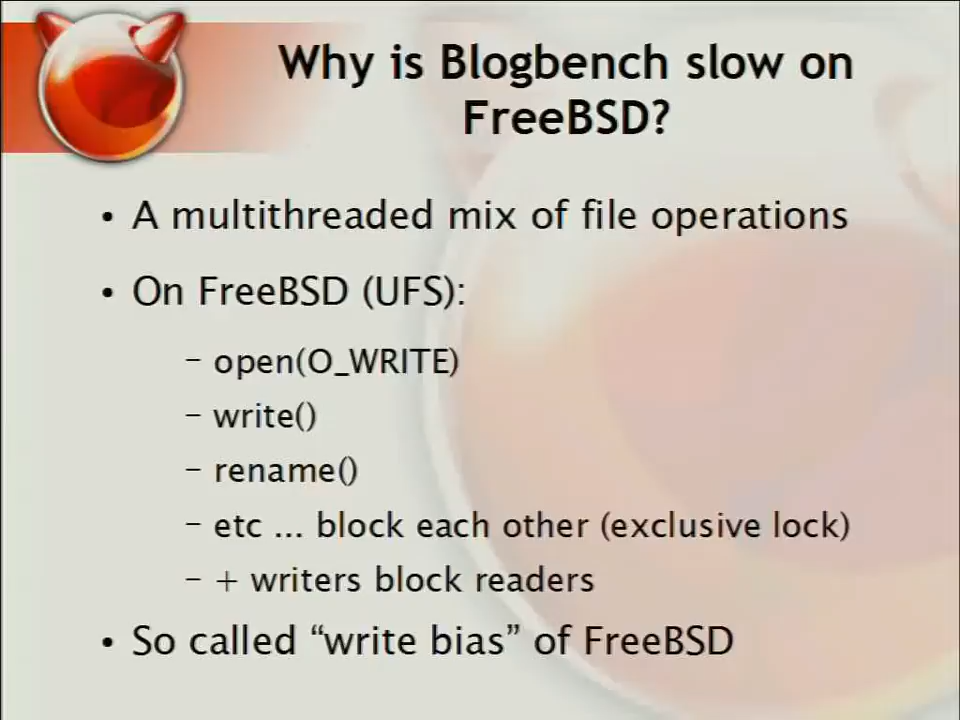 Why is Blogbench slow on
FreeBSD?
• A multithreaded mix of file operations
• On FreeBSD (UFS):
– open(O_WRITE)
– write()
– rename()
– etc ... block each other (exclusive lock)
– + writers block readers
• So called “write bias” of FreeBSD